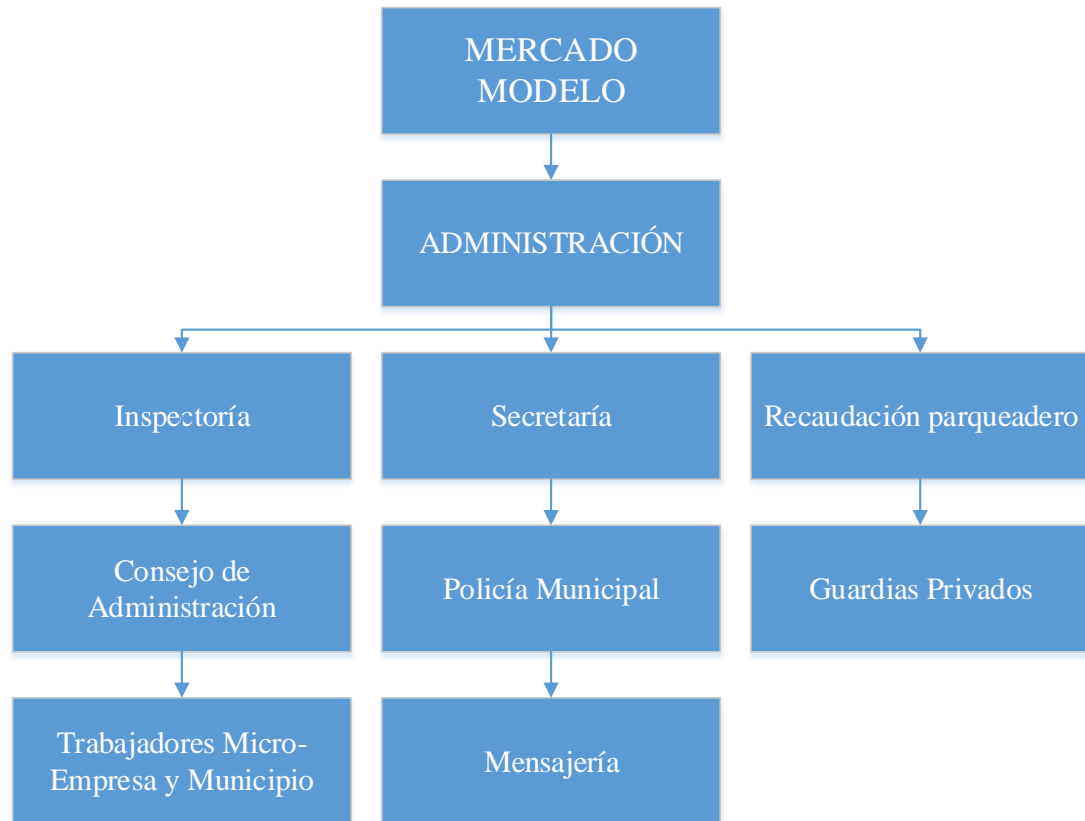 MERCADO
MODELO
ADMINISTRACIÓN
Inspectoría
Secretaría
Recaudación parqueadero
Consejo de
Administración
Policía Municipal
Guardias Privados
Trabajadores Micro-
Empresa y Municipio
Mensajería